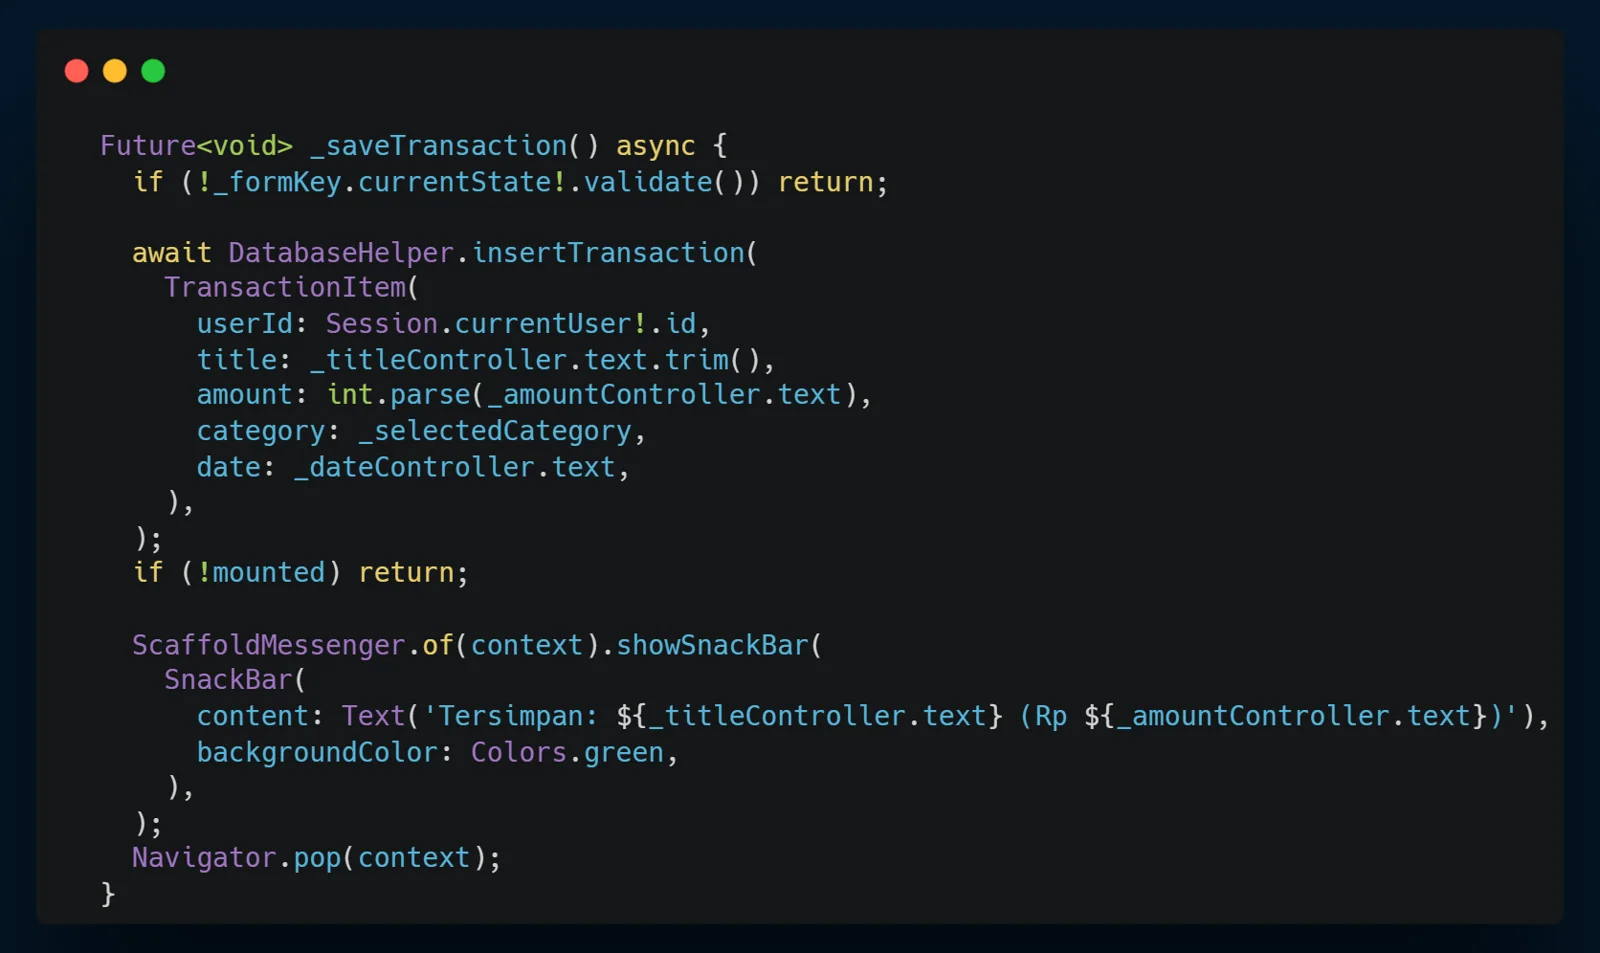 Future<void> _saveTransaction() async {
  if (!_formKey.currentState!.validate()) return;

  await DatabaseHelper.insertTransaction(
    TransactionItem(
      userId: Session.currentUser!.id,
      title: _titleController.text.trim(),
      amount: int.parse(_amountController.text),
      category: _selectedCategory,
      date: _dateController.text,
    ),
  );
  if (!mounted) return;

  ScaffoldMessenger.of(context).showSnackBar(
    SnackBar(
      content: Text('Tersimpan: ${_titleController.text} (Rp ${_amountController.text})'),
      backgroundColor: Colors.green,
    ),
  );
  Navigator.pop(context);
}